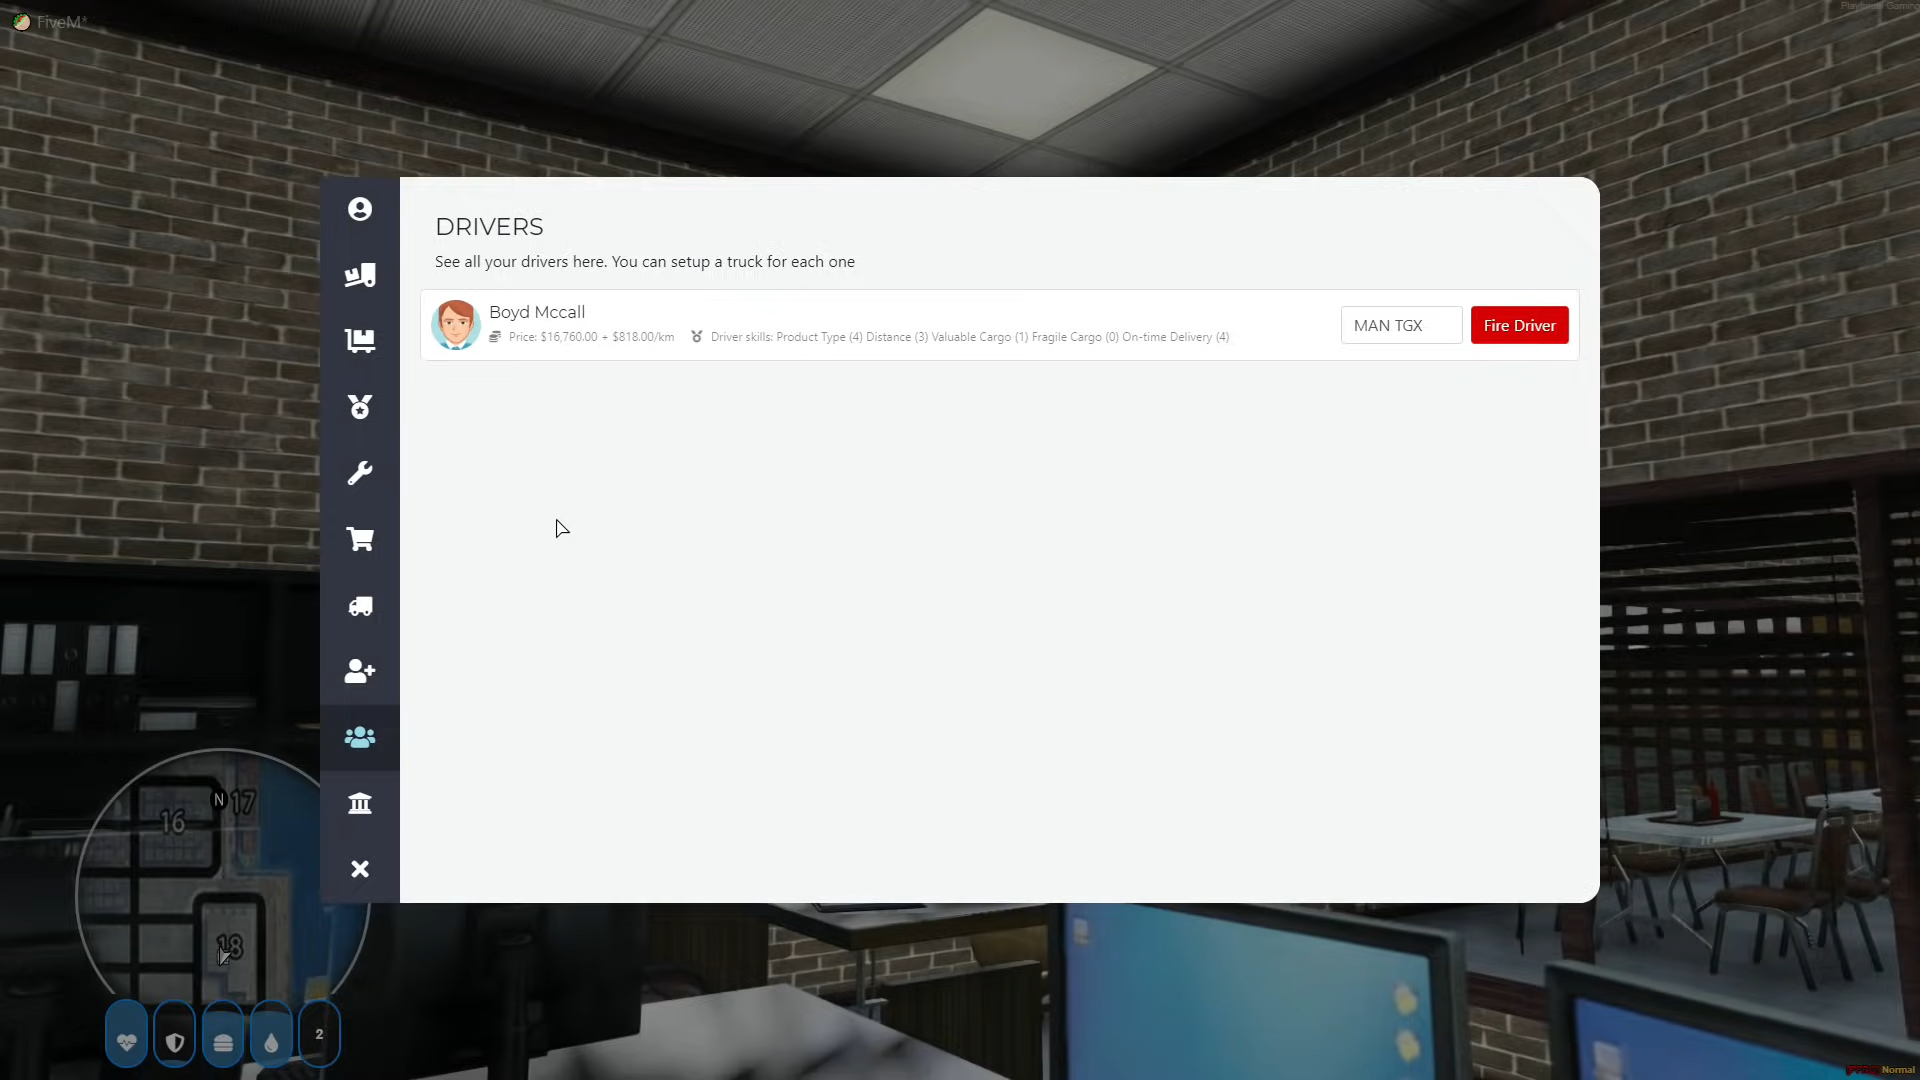 FiveM*
DRIVERS
See all your drivers here. You can setup a truck for each one
Boyd Mccall
Price: $16,760.00 + $818.00/km Driver skills: Product Type (4) Distance (3) Valuable Cargo (1) Fragile Cargo (0) On-time Delivery (4)
MAN TGX
Fire Driver
N
17
16
18
2
Normal